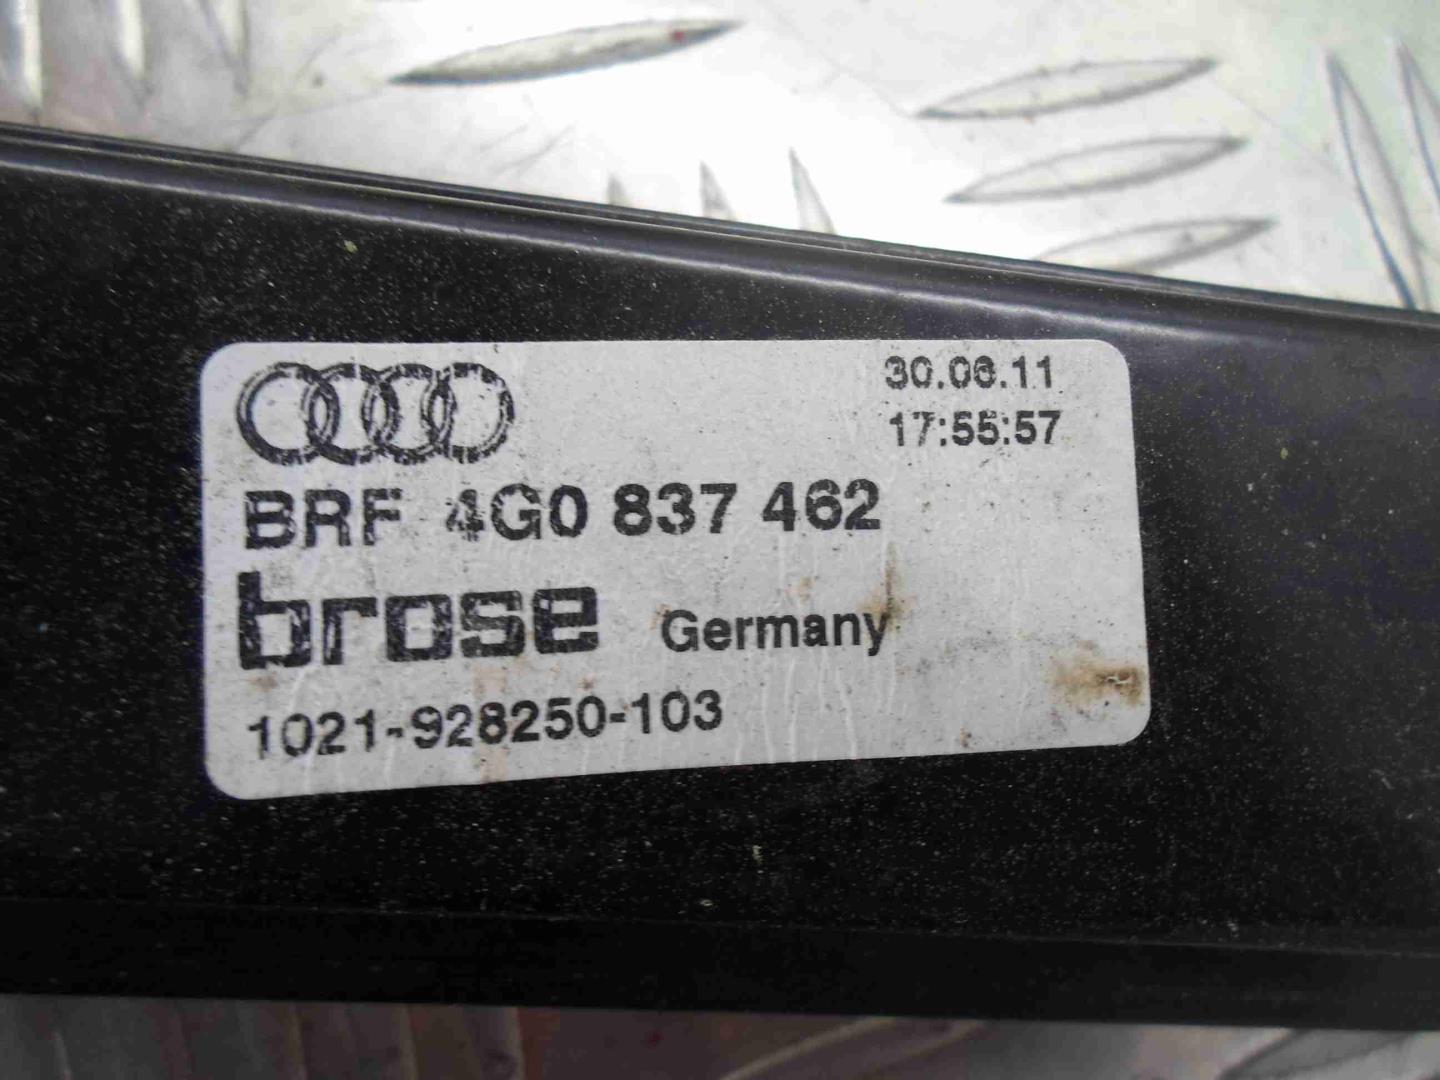 30.06.11
17:55:57
BRF 4G0 837 462
brose Germany
1021-928250-103